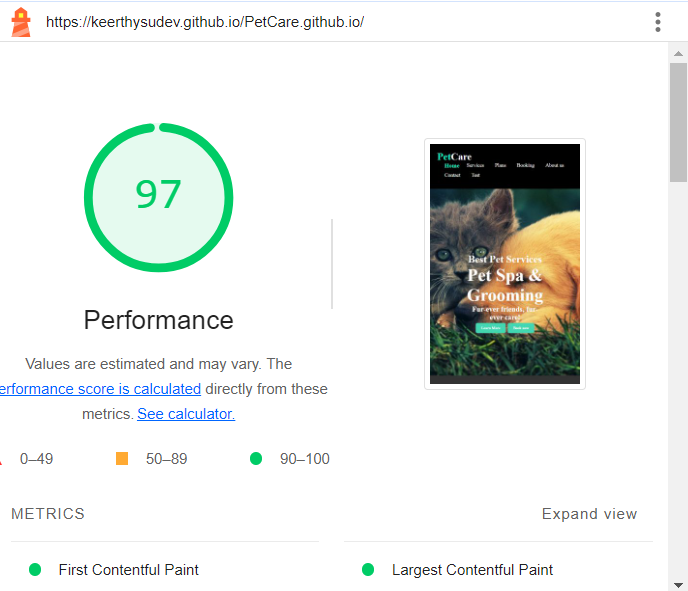 https://keerthysudev.github.io/PetCare.github.io/
97
Performance
Values are estimated and may vary. The
erformance score is calculated directly from these
metrics. See calculator.
0–49
50–89
90–100
PetCare
Home Services Plans Booking About us
Contact Test
Best Pet Services
Pet Spa &
Grooming
Fur-ever friends, fur-
ever care!
Learn More Book now
METRICS
Expand view
First Contentful Paint
Largest Contentful Paint